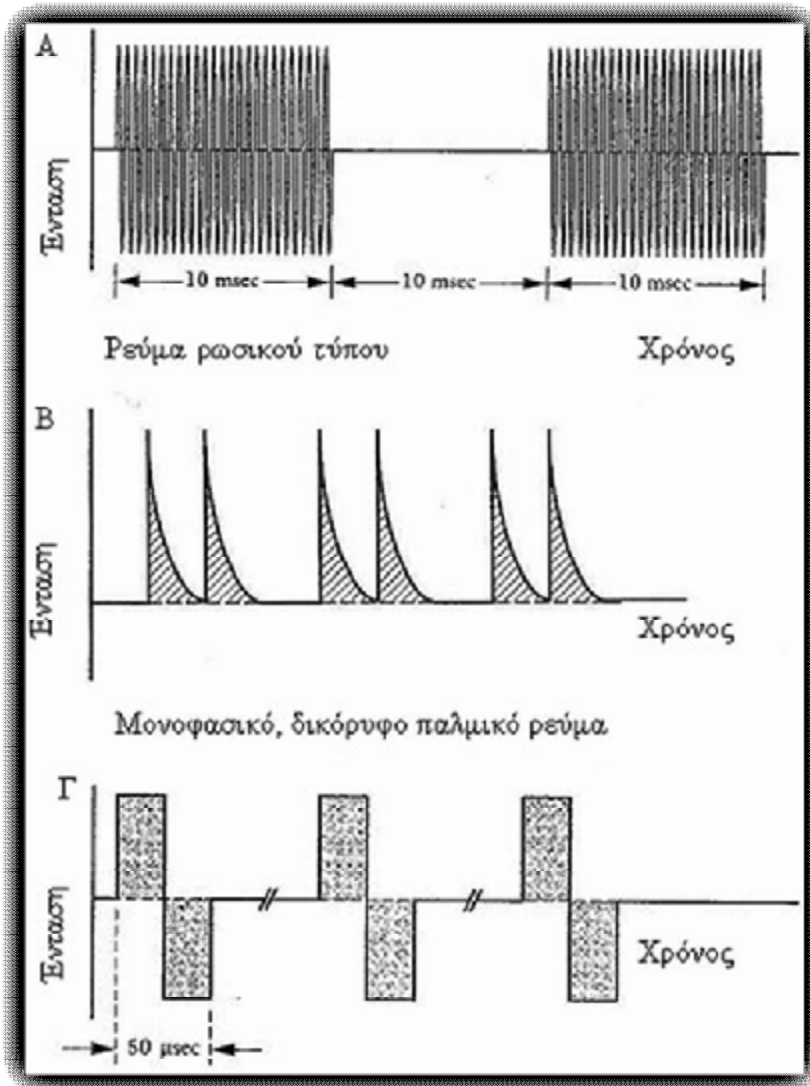 Α
Ένταση
10 msec 10 msec 10 msec
Ρεύμα ρωσικού τύπου Χρόνος
Β
Ένταση
Χρόνος
Μονοφασικό, δικόρυφο παλμικό ρεύμα
Γ
Ένταση
Χρόνος
50 μsec